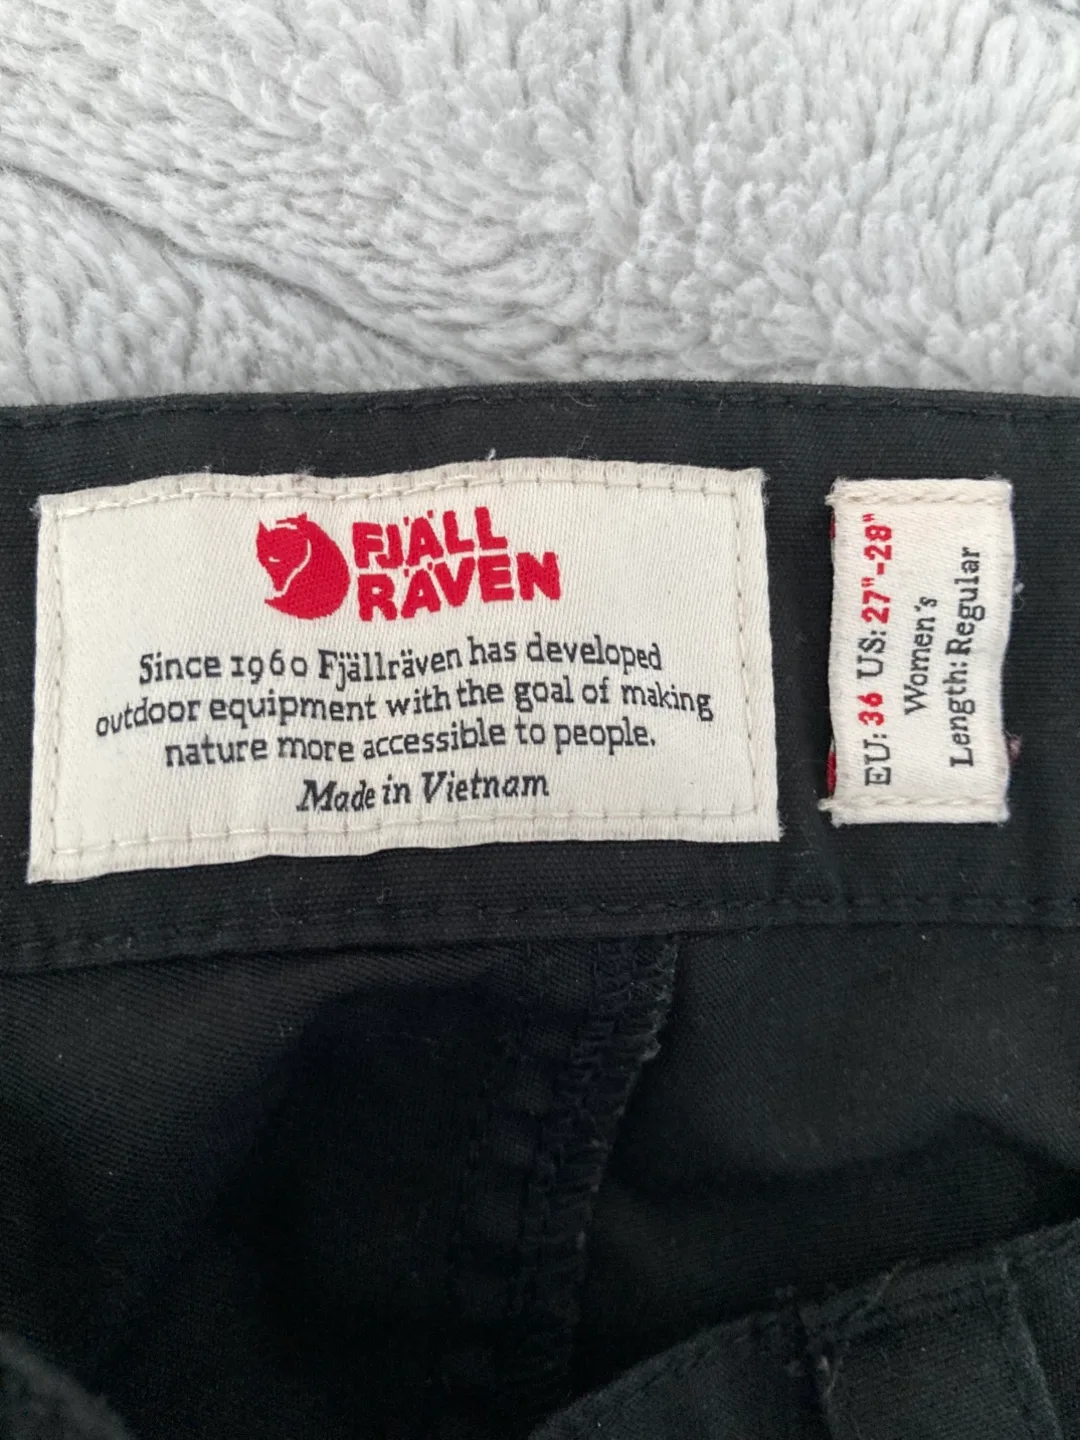 FJÄLL
RÄVEN
Since 1960 Fjällräven has developed
outdoor equipment with the goal of making
nature more accessible to people.
Made in Vietnam
EU: 36 US: 27"-28"
Women's
Length: Regular